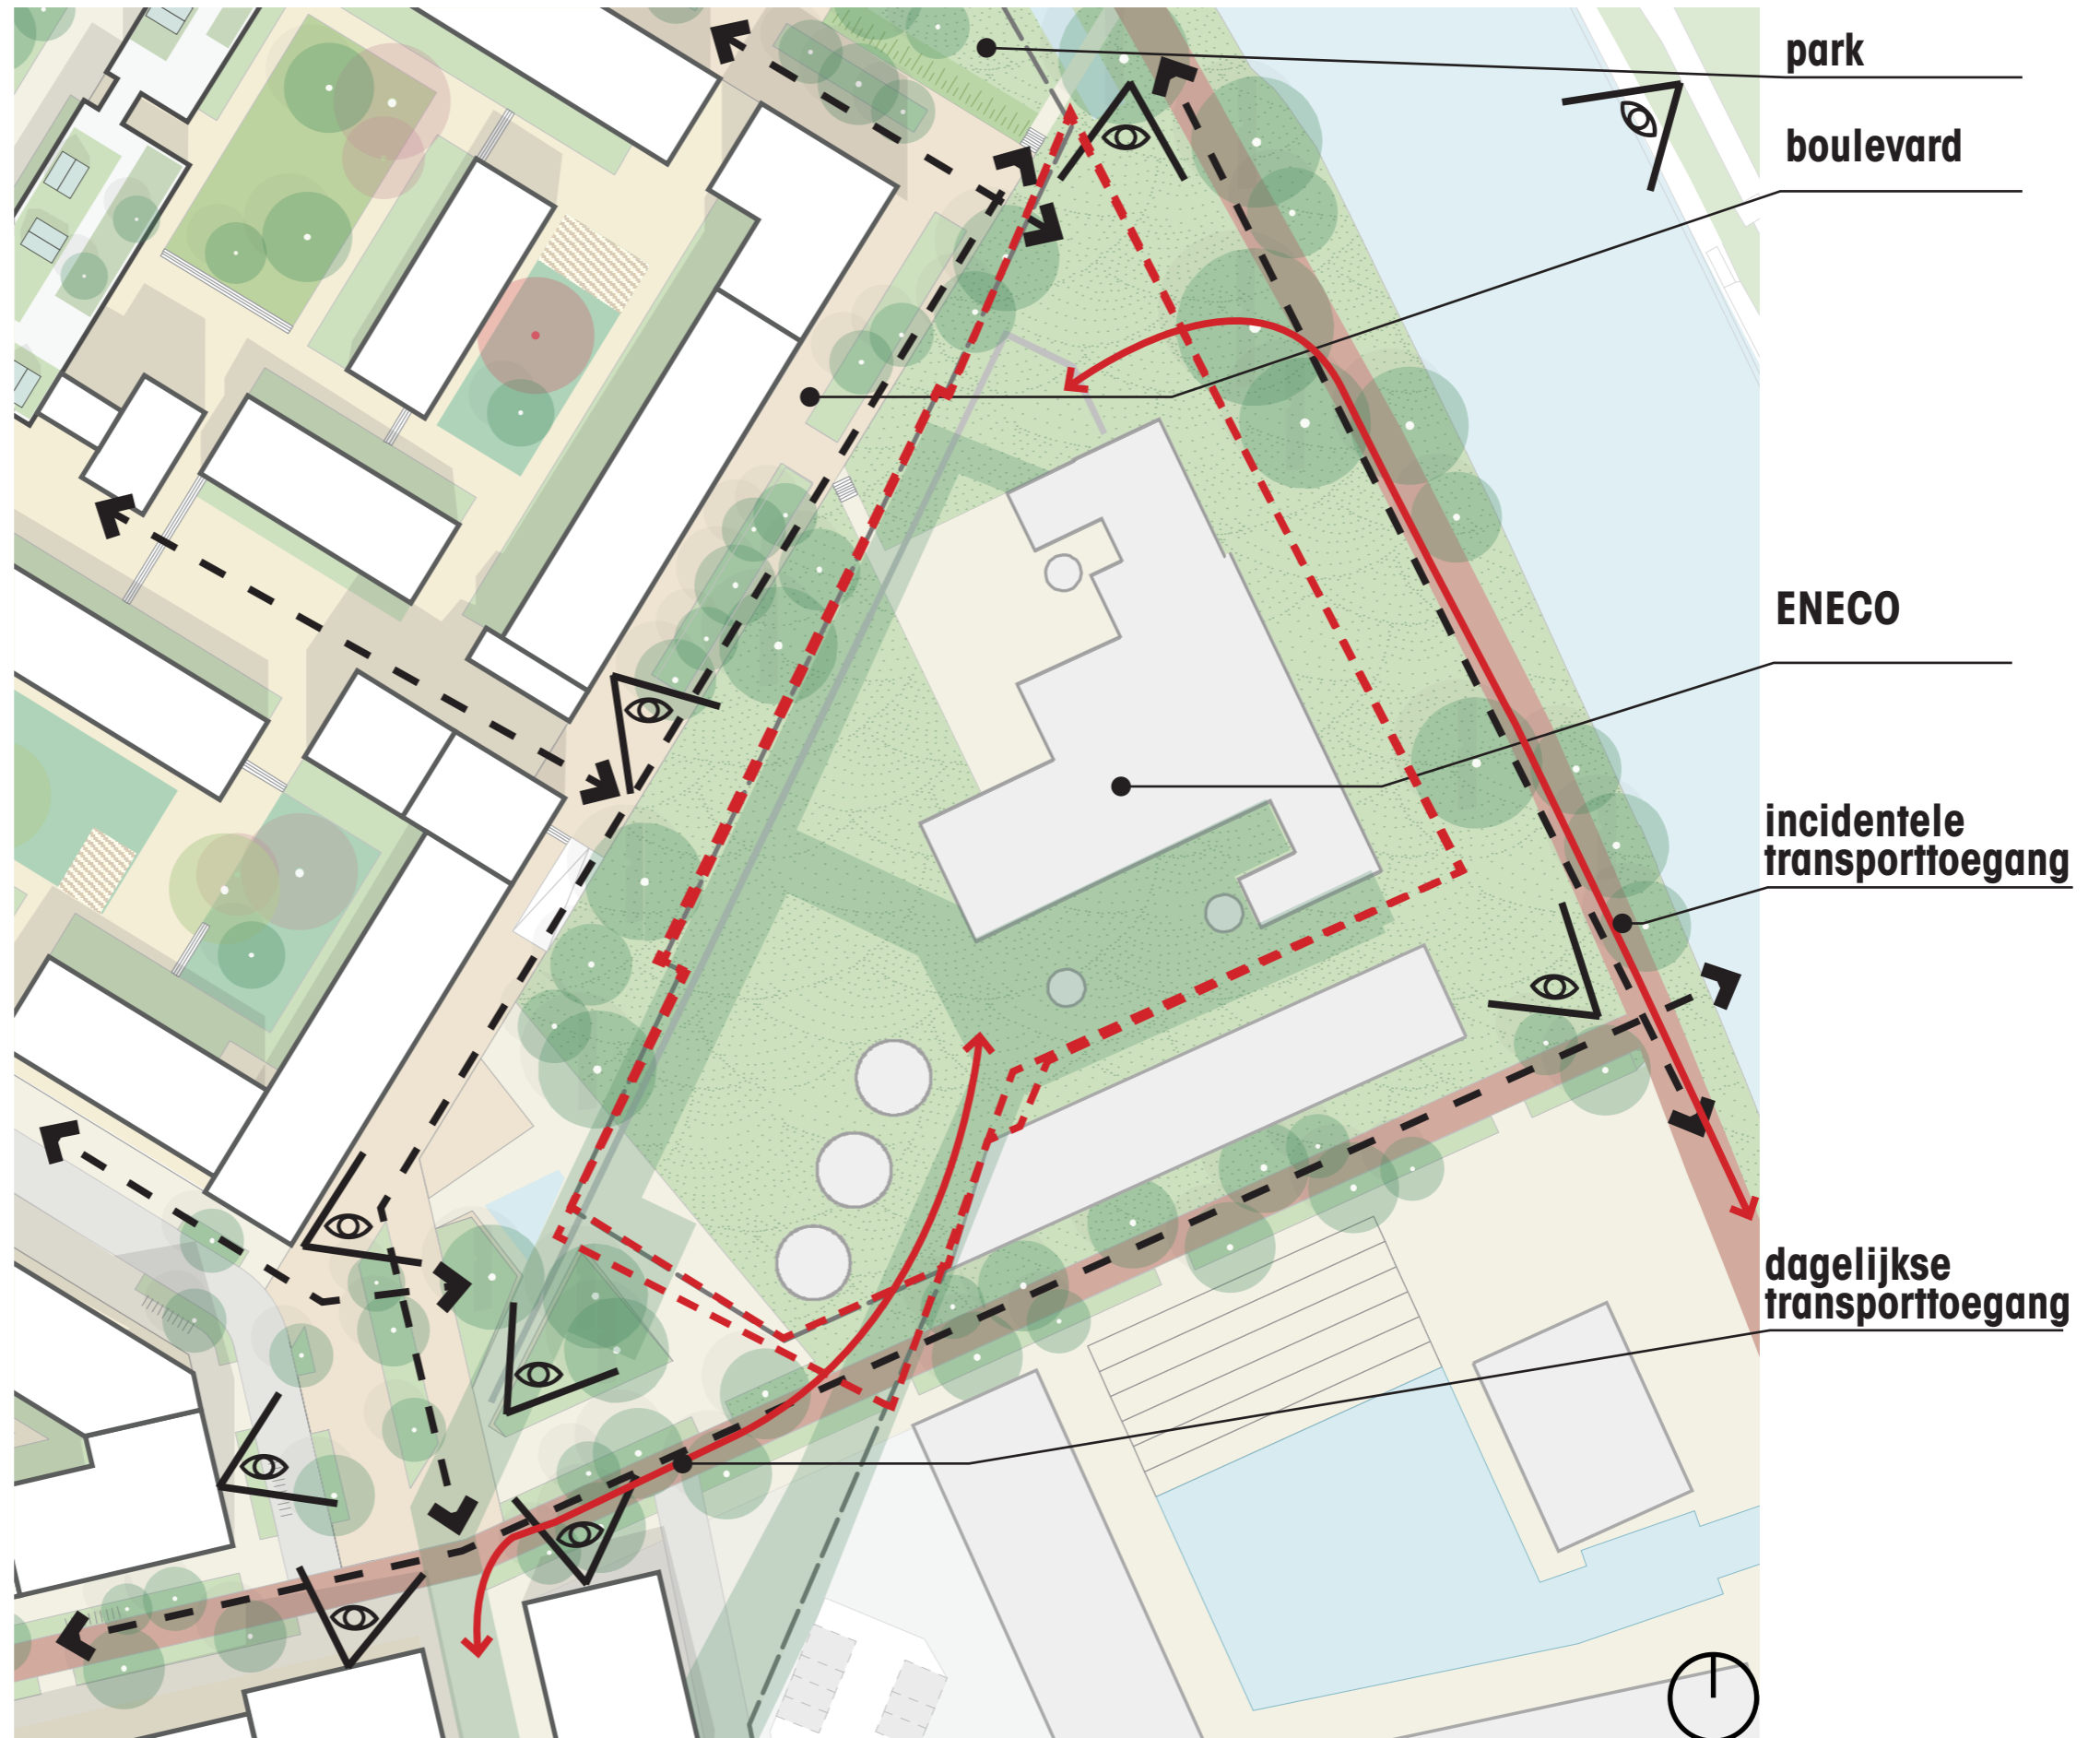 park
boulevard
ENECO
incidentele
transporttoegang
dagelijkse
transporttoegang